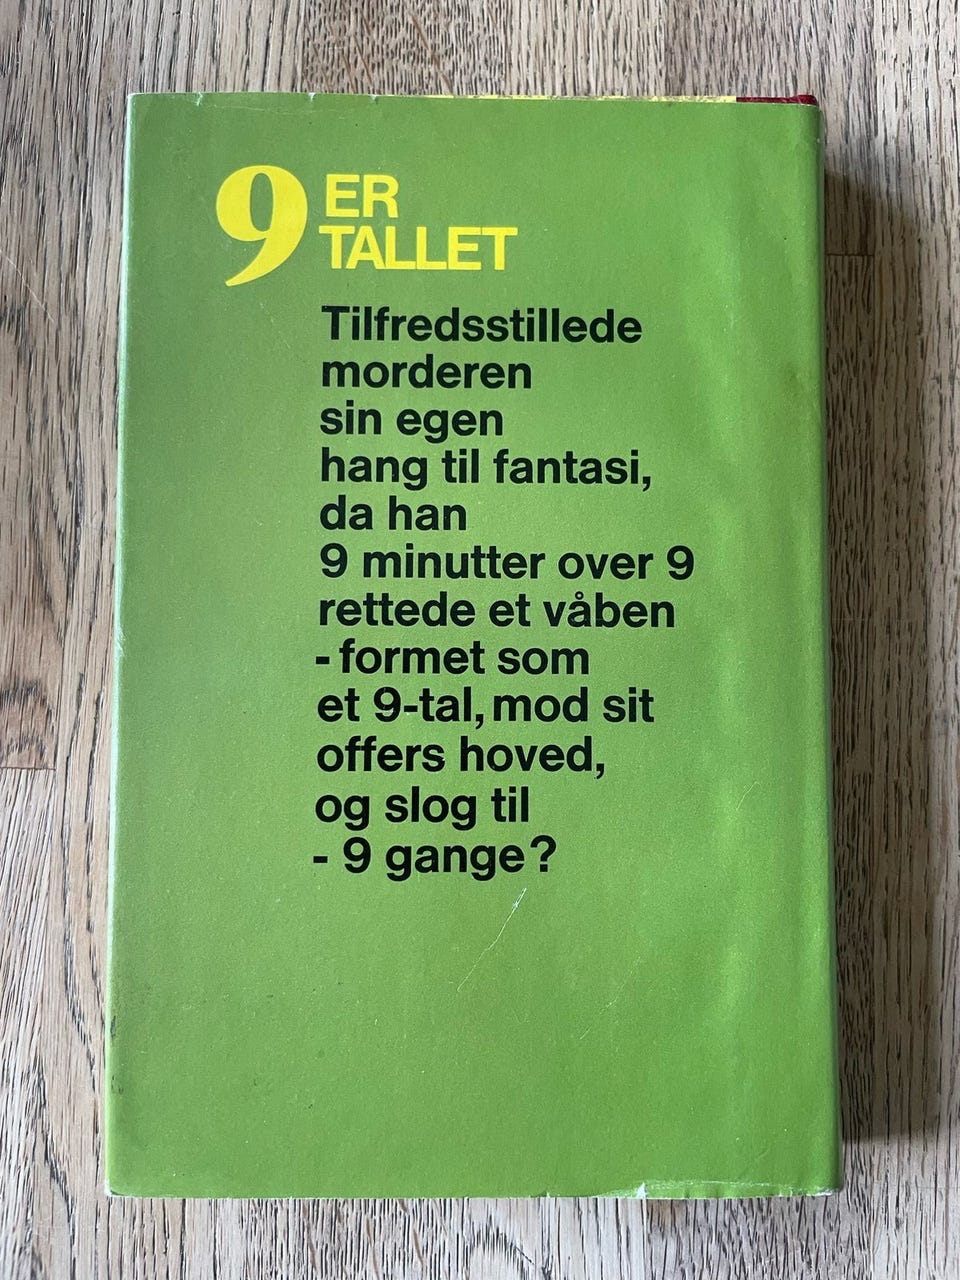 9 ER
TALLET
Tilfredsstillede
morderen
sin egen
hang til fantasi,
da han
9 minutter over 9
rettede et våben
- formet som
et 9-tal, mod sit
offers hoved,
og slog til
- 9 gange?